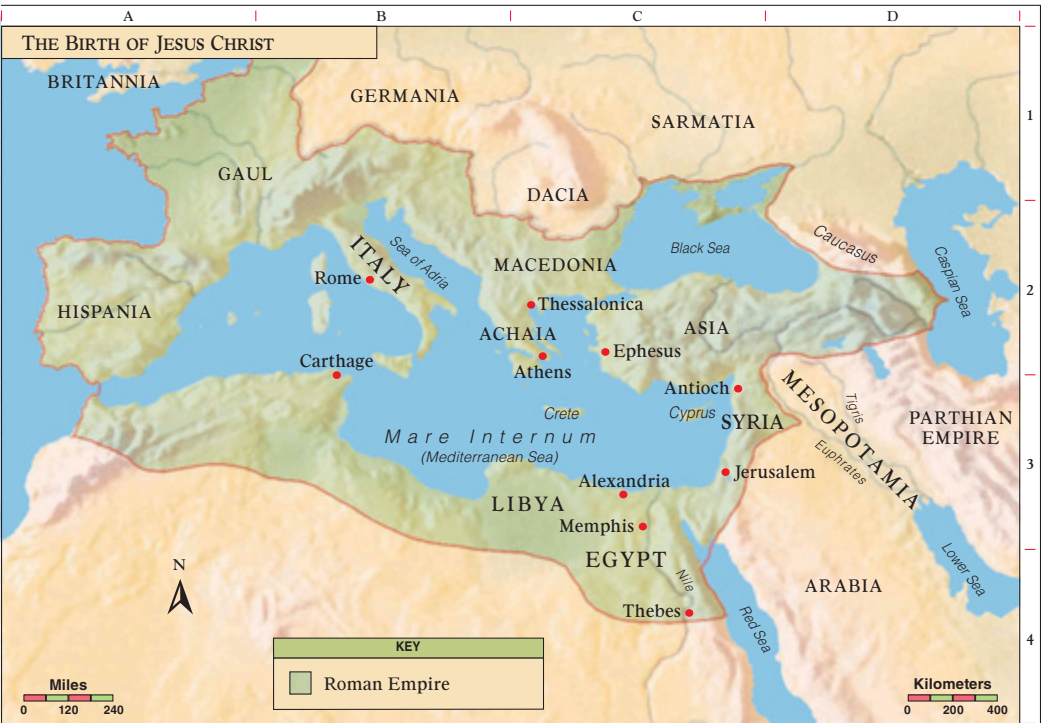 A B C D
THE BIRTH OF JESUS CHRIST
BRITANNIA
GERMANIA
SARMATIA
1
GAUL
DACIA
Sea of Adria
Black Sea
Caucasus
Caspian Sea
ITALY
MACEDONIA
Rome
2
HISPANIA
Thessalonica
ACHAIA
ASIA
Carthage
Athens
Ephesus
Antioch
MESOPOTAMIA
Tigris
Crete
Cyprus
SYRIA
PARTHIAN
EMPIRE
Mare Internum
(Mediterranean Sea)
Euphrates
3
Jerusalem
Alexandria
LIBYA
Memphis
EGYPT
Lower Sea
N
Nile
ARABIA
Thebes
Red Sea
4
KEY
Roman Empire
Miles
0 120 240
Kilometers
0 200 400